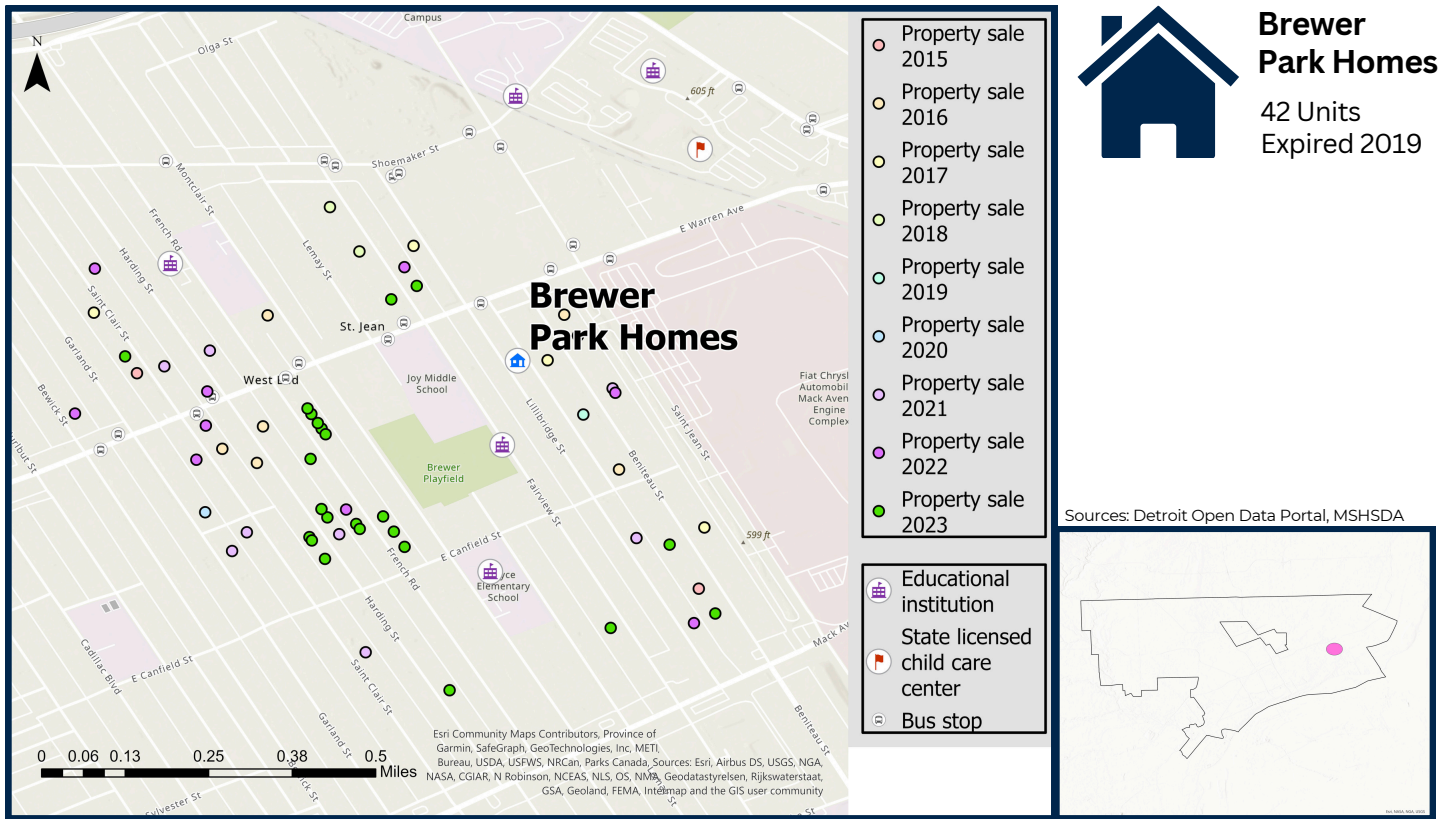 Campus
N
Olga St
605 ft
Shoemaker St
Montclair St
French Rd
E Warren Ave
Lemay St
Harding St
Saint Clair St
Brewer
Park Homes
St. Jean
Garland St
West End
Joy Middle
School
Fiat Chrysl
Automobil
Mack Aven
Engine
Complex
Bewick St
urlbut St
Lillibridge St
Saint Jean St
Brewer
Playfield
Beniteau St
Fairview St
E Canfield St
599 ft
French Rd
yce
Elementary
School
Harding St
Mack Av
Cadillac Blvd
E Canfield St
Saint Clair St
Garland St
Beniteau St
Sylvester St
0 0.06 0.13 0.25 0.38 0.5
Miles
Esri Community Maps Contributors, Province of
Garmin, SafeGraph, GeoTechnologies, Inc, METI,
Bureau, USDA, USFWS, NRCan, Parks Canada, Sources: Esri, Airbus DS, USGS, NGA,
NASA, CGIAR, N Robinson, NCEAS, NLS, OS, NMA, Geodatastyrelsen, Rijkswaterstaat,
GSA, Geoland, FEMA, Intermap and the GIS user community
Property sale
2015
Property sale
2016
Property sale
2017
Property sale
2018
Property sale
2019
Property sale
2020
Property sale
2021
Property sale
2022
Property sale
2023
Educational
institution
State licensed
child care
center
Bus stop
Brewer
Park Homes
42 Units
Expired 2019
Sources: Detroit Open Data Portal, MSHSDA